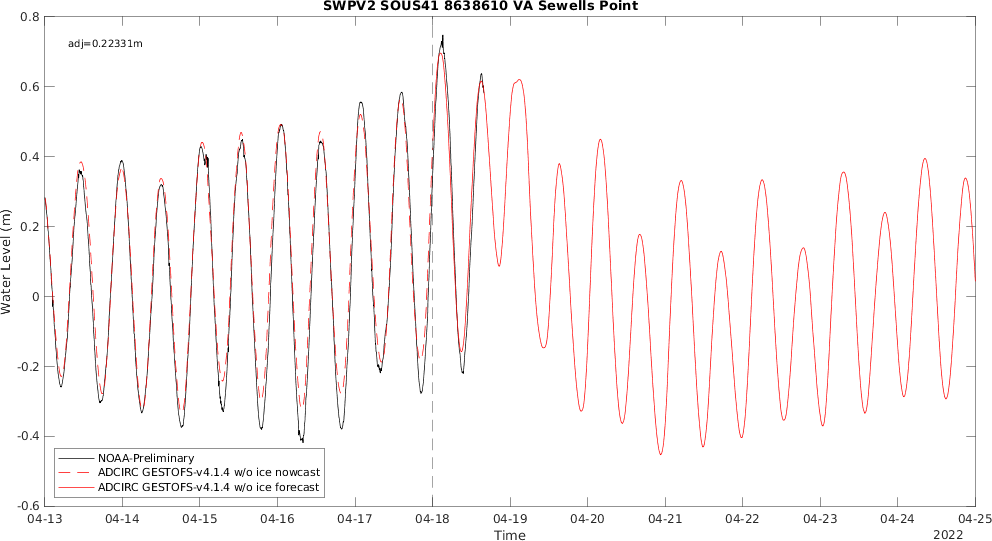 SWPV2 SOUS41 8638610 VA Sewells Point
adj=0.22331m
0.8
0.6
0.4
0.2
0
-0.2
-0.4
-0.6
Water Level (m)
NOAA-Preliminary
ADCIRC GESTOFS-v4.1.4 w/o ice nowcast
ADCIRC GESTOFS-v4.1.4 w/o ice forecast
04-13 04-14 04-15 04-16 04-17 04-18 04-19 04-20 04-21 04-22 04-23 04-24 04-25
Time
2022